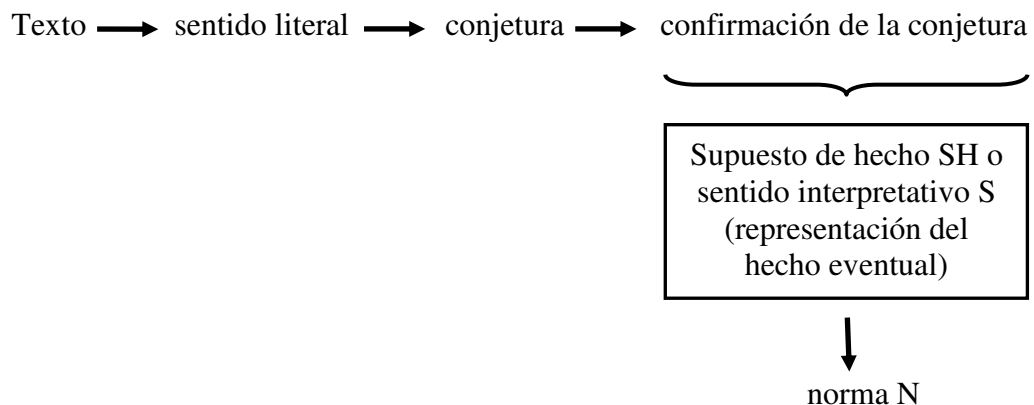 Texto sentido literal conjetura confirmación de la conjetura
Supuesto de hecho SH o
sentido interpretativo S
(representación del
hecho eventual)
norma N